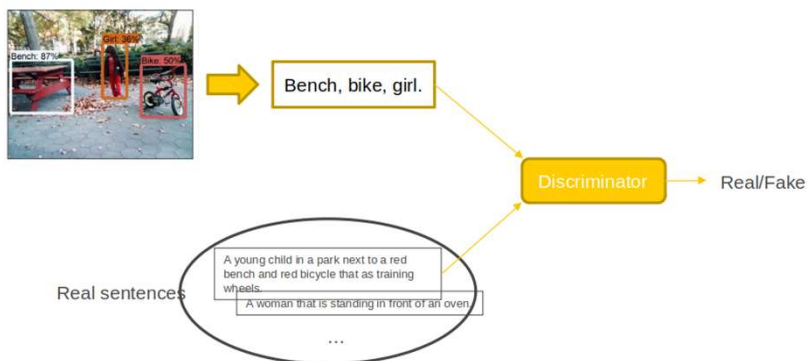 Girl: 36%
Bench: 87%
Bike: 50%
Bench, bike, girl.
Discriminator
Real/Fake
Real sentences
A young child in a park next to a red
bench and red bicycle that as training
wheels.
A woman that is standing in front of an oven.
...